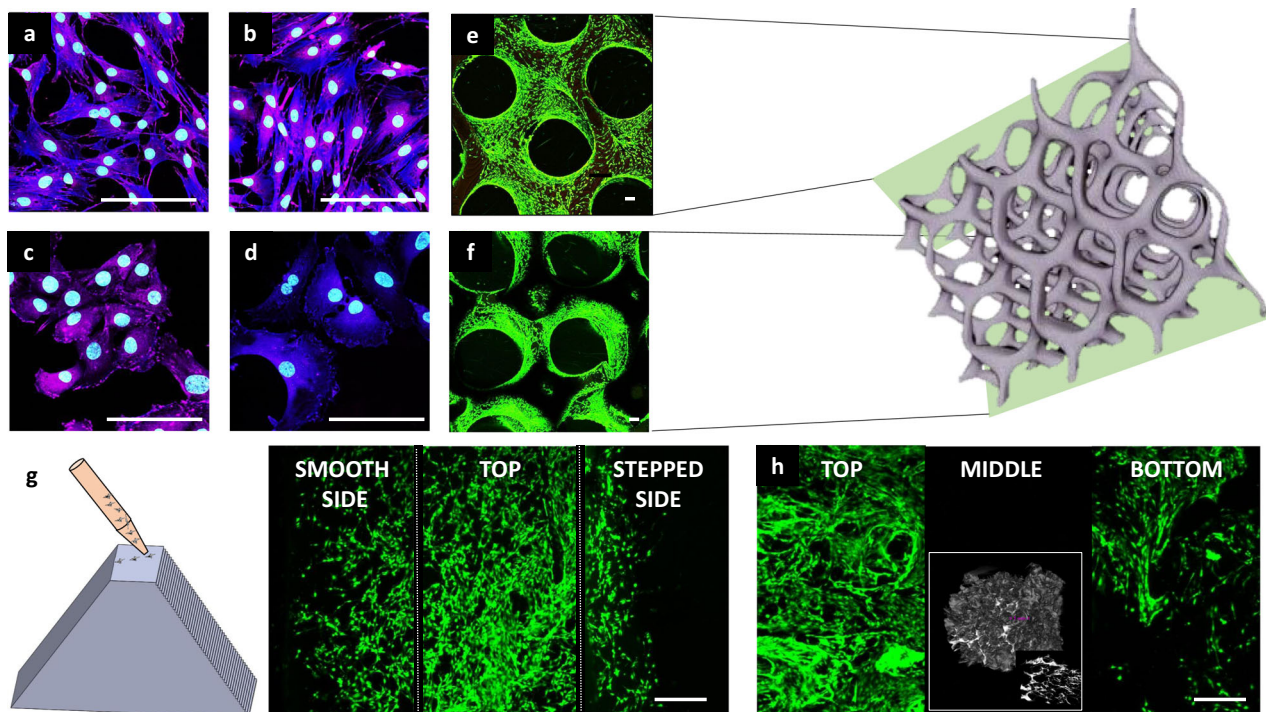 a
b
e
c
d
f
g
SMOOTH
SIDE
TOP
STEPPED
SIDE
h
TOP
MIDDLE
BOTTOM